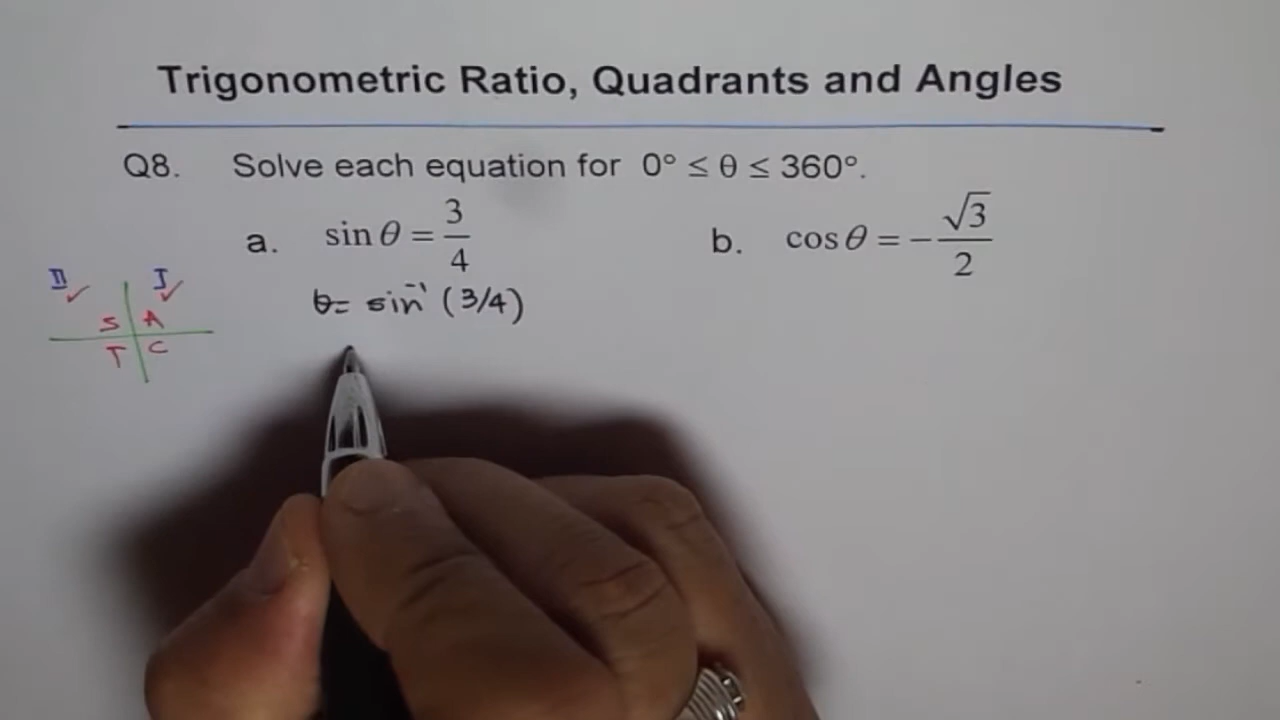 Trigonometric Ratio, Quadrants and Angles
Q8. Solve each equation for 0° ≤ θ ≤ 360°.
a. sin θ = 3/4 b. cos θ = −√3/2
θ = sin⁻¹ (3/4)
II I
S A
T C